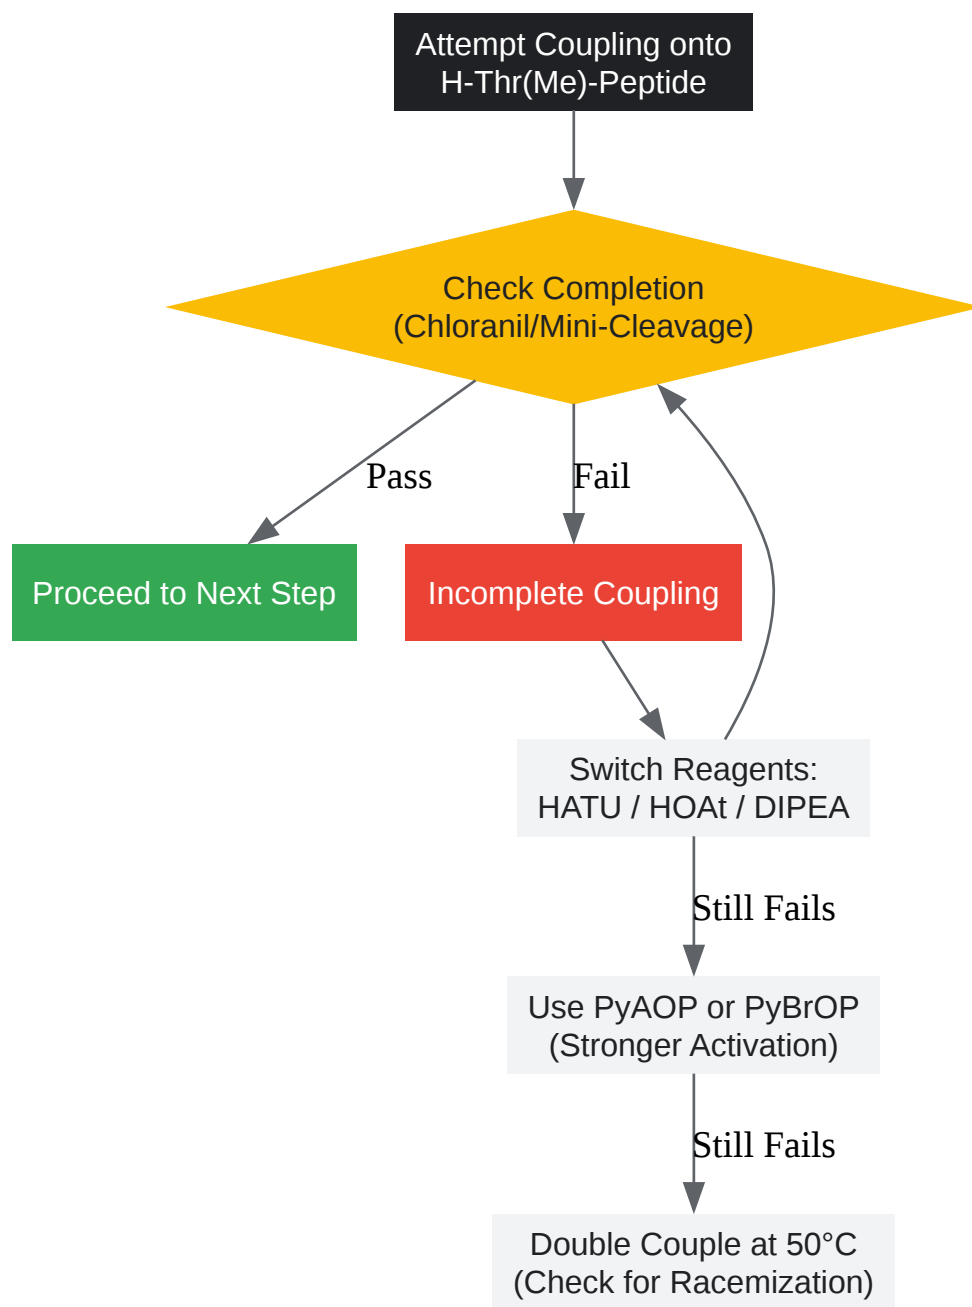 Attempt Coupling onto
H-Thr(Me)-Peptide
Check Completion
(Chloranil/Mini-Cleavage)
Pass
Fail
Proceed to Next Step
Incomplete Coupling
Switch Reagents:
HATU / HOAt / DIPEA
Still Fails
Use PyAOP or PyBrOP
(Stronger Activation)
Still Fails
Double Couple at 50°C
(Check for Racemization)